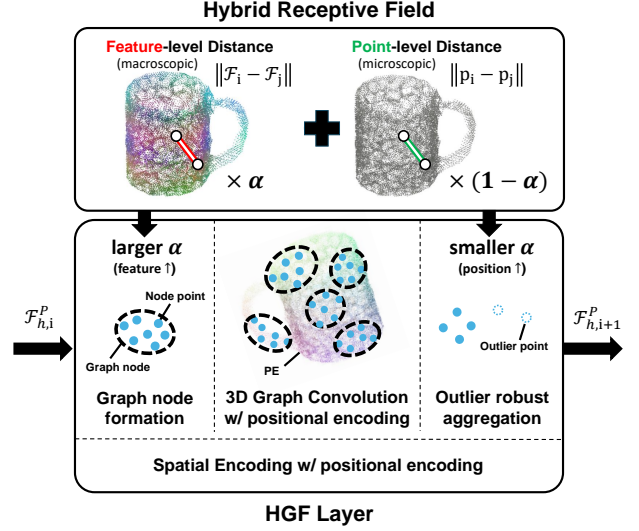 Hybrid Receptive Field
Feature-level Distance
(macroscopic)
‖ℱi − ℱj‖
× α
Point-level Distance
(microscopic)
‖pi − pj‖
× (1 − α)
larger α
(feature ↑)
Node point
Graph node
Graph node
formation
PE
3D Graph Convolution
w/ positional encoding
smaller α
(position ↑)
Outlier point
Outlier robust
aggregation
ℱ^P_h,i
ℱ^P_h,i+1
Spatial Encoding w/ positional encoding
HGF Layer